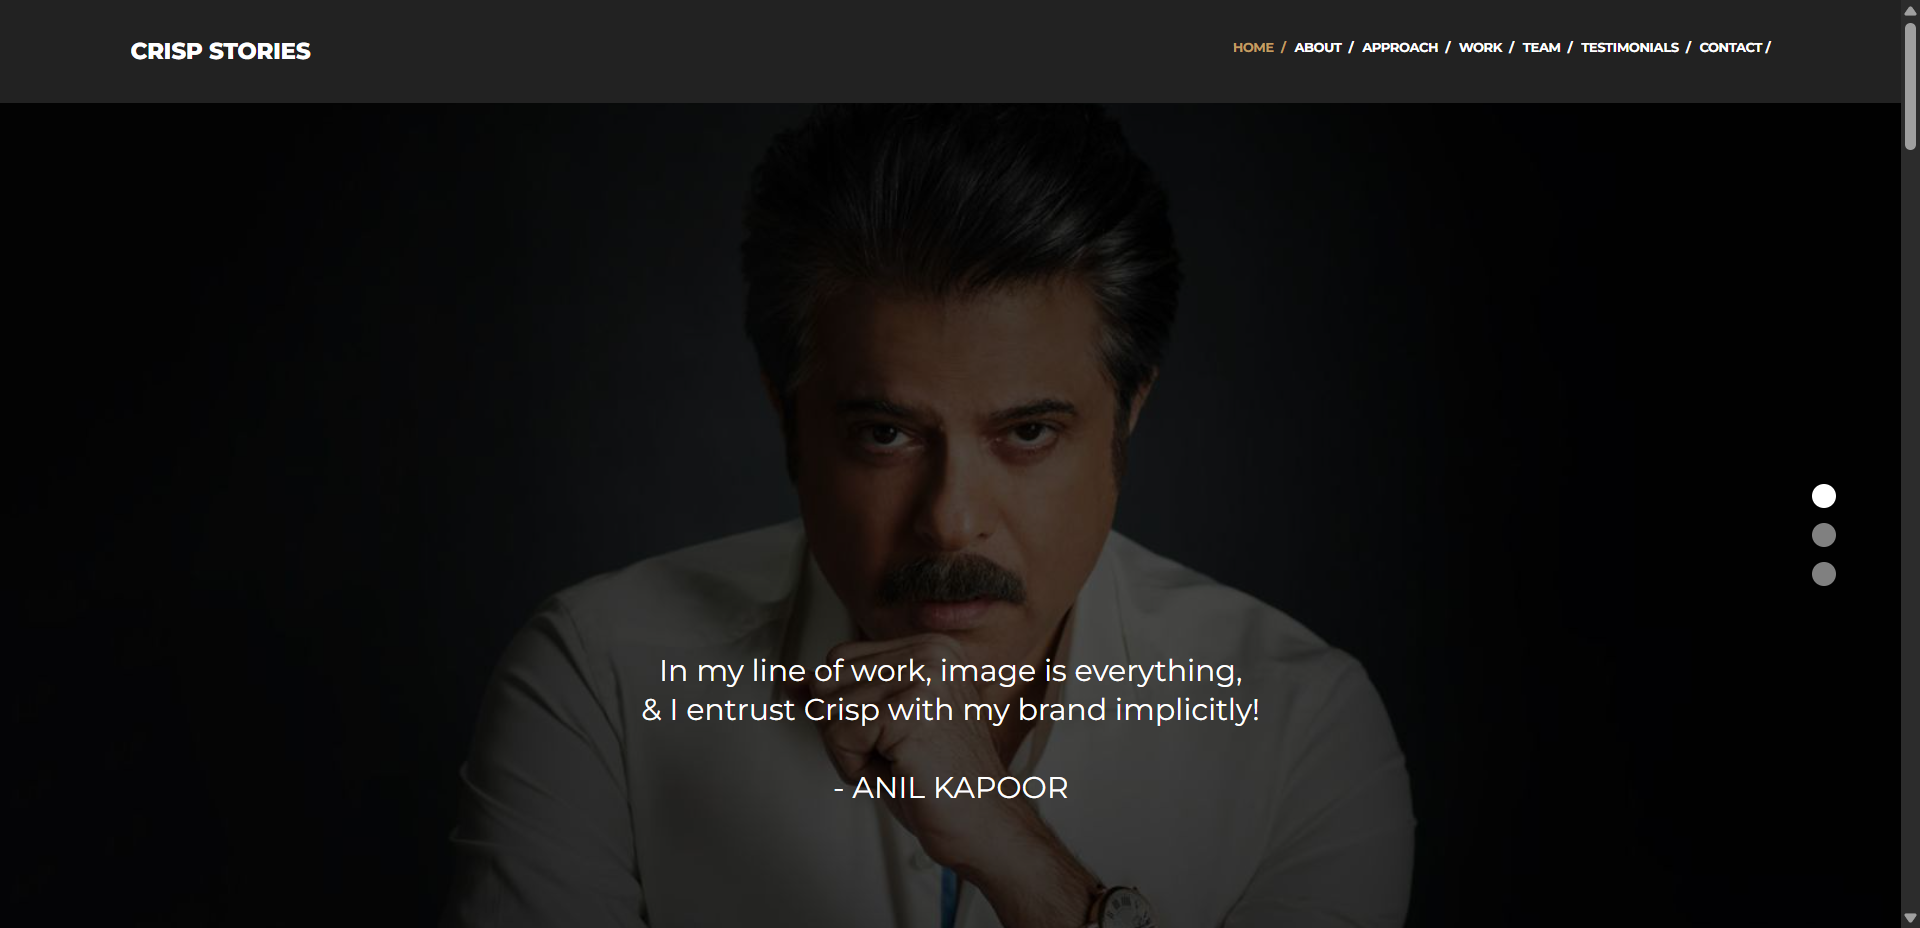 CRISP STORIES
HOME / ABOUT / APPROACH / WORK / TEAM / TESTIMONIALS / CONTACT /
In my line of work, image is everything,
& I entrust Crisp with my brand implicitly!
- ANIL KAPOOR